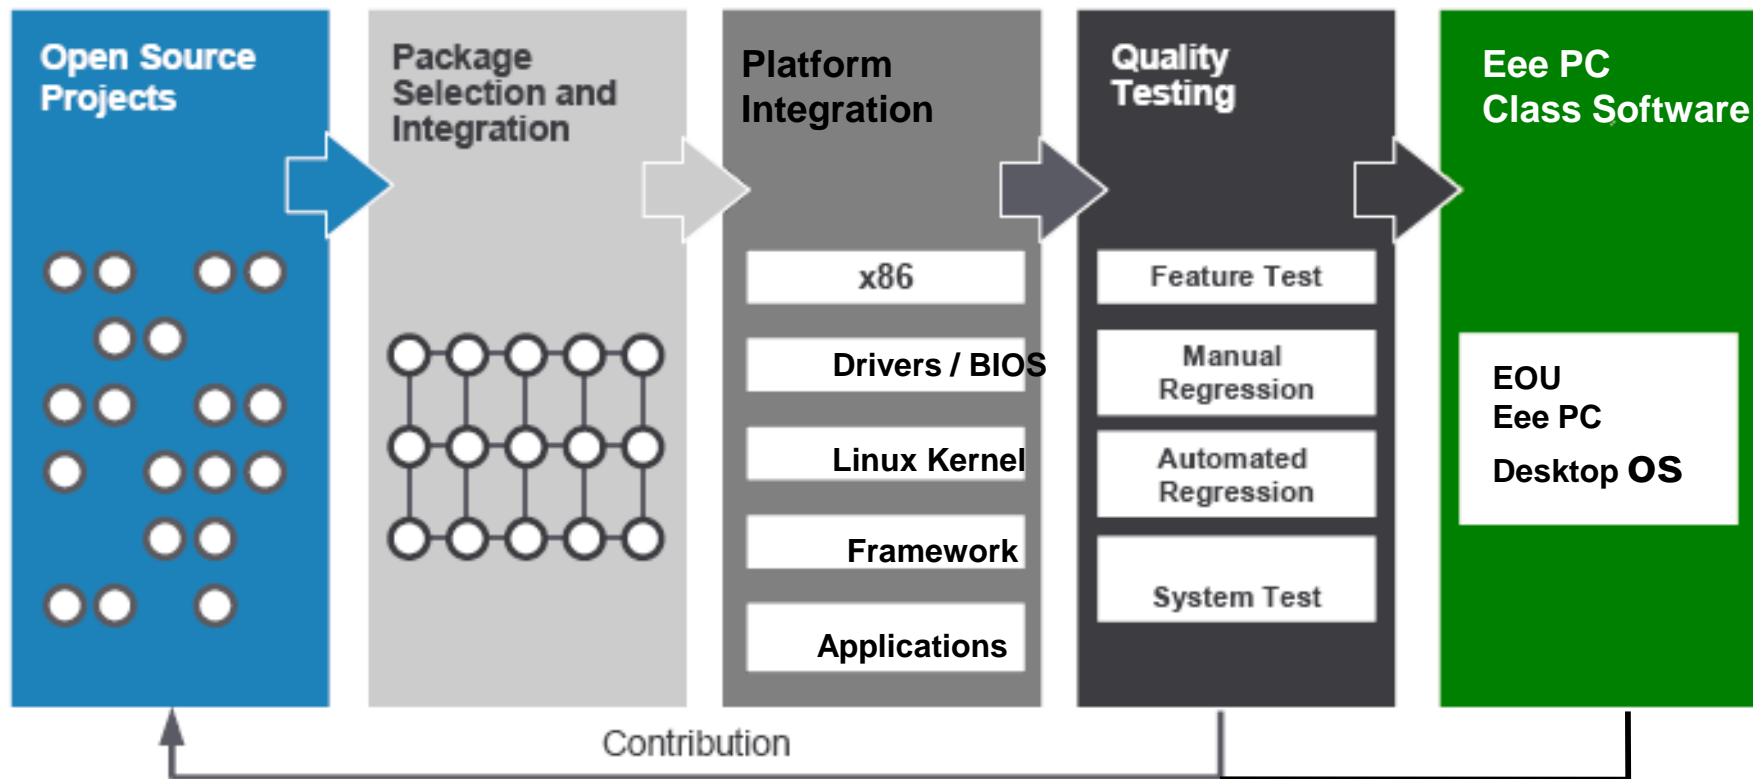 Open Source
Projects
Package
Selection and
Integration
Platform
Integration
x86
Drivers / BIOS
Linux Kernel
Framework
Applications
Quality
Testing
Feature Test
Manual
Regression
Automated
Regression
System Test
Eee PC
Class Software
EOU
Eee PC
Desktop OS
Contribution